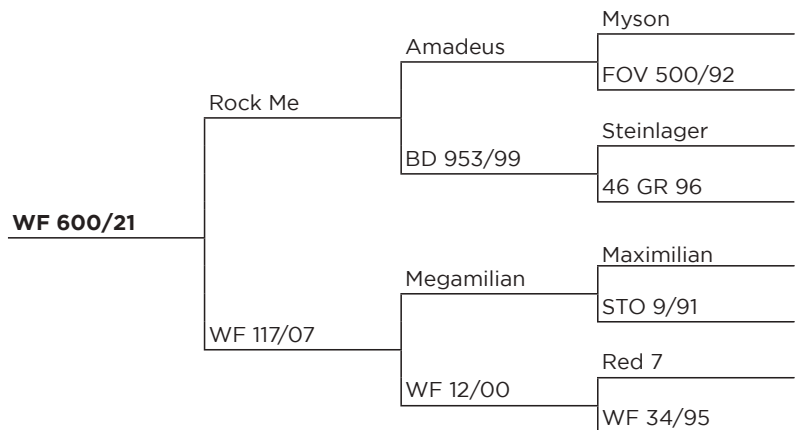 Myson
Amadeus
FOV 500/92
Rock Me
Steinlager
BD 953/99
46 GR 96
WF 600/21
Maximilian
Megamilian
STO 9/91
WF 117/07
Red 7
WF 12/00
WF 34/95